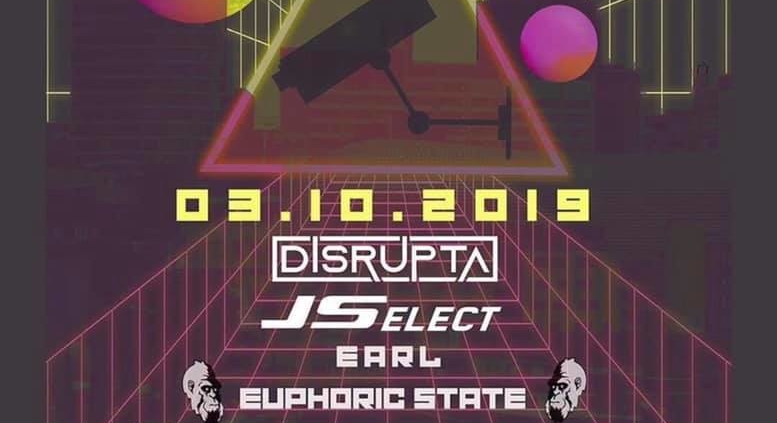 03.10.2019
DISRUPTA
JSELECT
EARL
EUPHORIC STATE